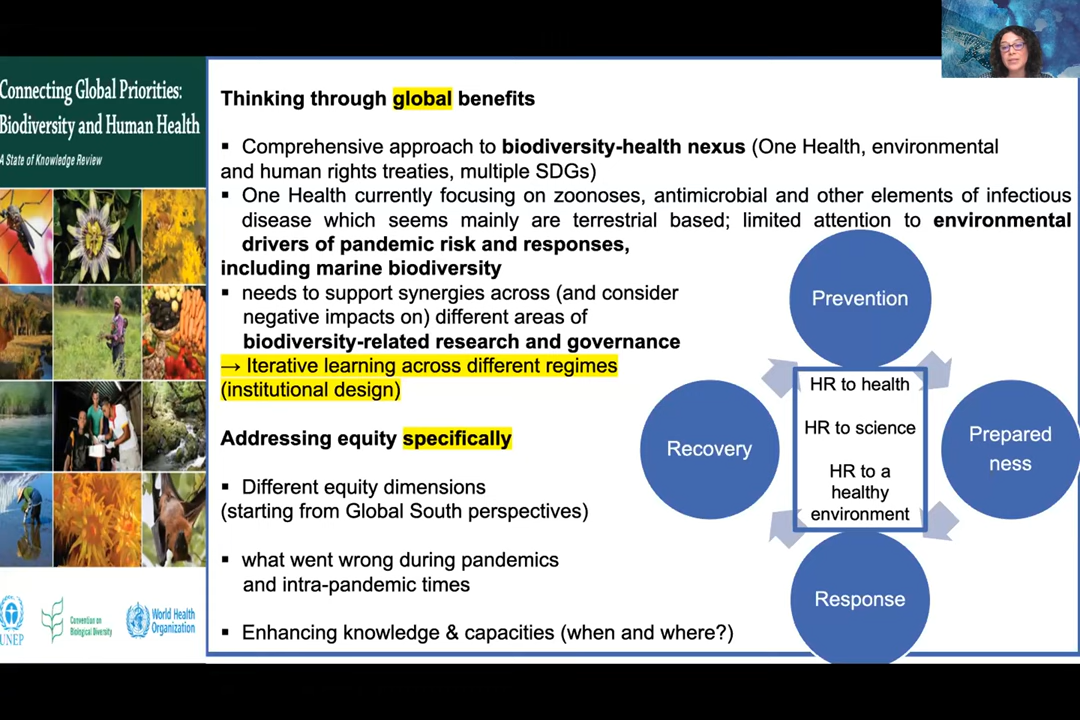 Connecting Global Priorities:
Biodiversity and Human Health
A State of Knowledge Review
UNEP
Convention on
Biological Diversity
World Health
Organization
Thinking through global benefits
▪ Comprehensive approach to biodiversity-health nexus (One Health, environmental
and human rights treaties, multiple SDGs)
▪ One Health currently focusing on zoonoses, antimicrobial and other elements of infectious
disease which seems mainly are terrestrial based; limited attention to environmental
drivers of pandemic risk and responses,
including marine biodiversity
▪ needs to support synergies across (and consider
negative impacts on) different areas of
biodiversity-related research and governance
→ Iterative learning across different regimes
(institutional design)
Addressing equity specifically
▪ Different equity dimensions
(starting from Global South perspectives)
▪ what went wrong during pandemics
and intra-pandemic times
▪ Enhancing knowledge & capacities (when and where?)
Prevention
Prepared
ness
Response
Recovery
HR to health
HR to science
HR to a
healthy
environment